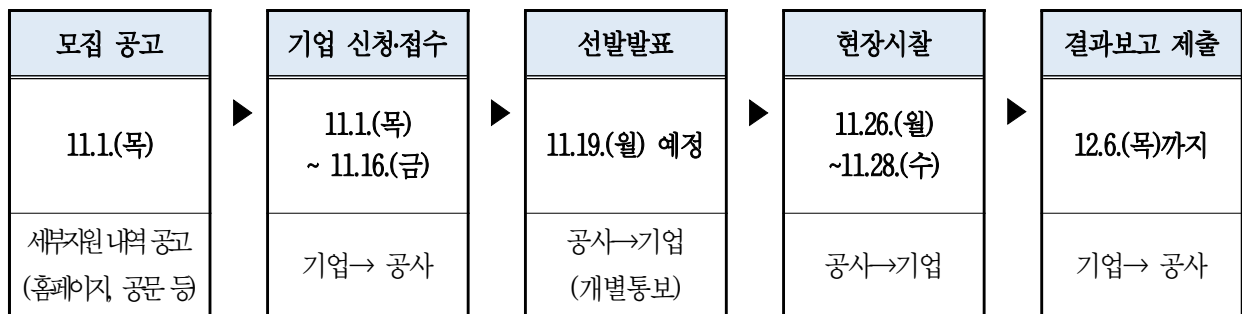 모집 공고
▶
기업 신청·접수
▶
선발발표
▶
현장시찰
▶
결과보고 제출
11.1.(목)
11.1.(목)
~ 11.16.(금)
11.19.(월) 예정
11.26.(월)
~11.28.(수)
12.6.(목)까지
세부지원 내역 공고
(홈페이지, 공문 등)
기업→ 공사
공사→기업
(개별통보)
공사→기업
기업→ 공사